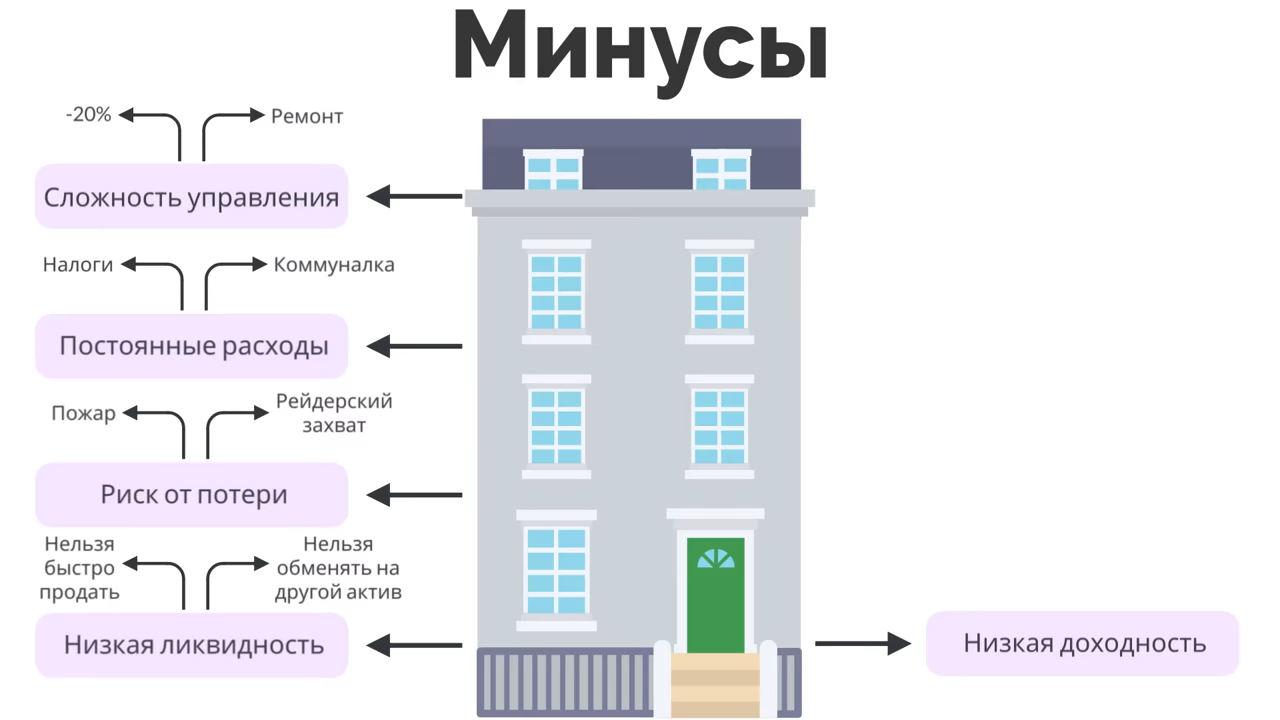 Минусы
-20%
Ремонт
Сложность управления
Налоги
Коммуналка
Постоянные расходы
Пожар
Рейдерский
захват
Риск от потери
Нельзя
быстро
продать
Нельзя
обменять на
другой актив
Низкая ликвидность
Низкая доходность